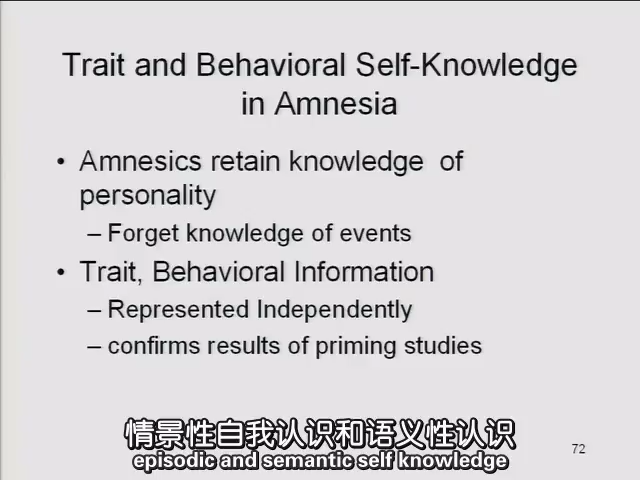 Trait and Behavioral Self-Knowledge
in Amnesia
• Amnesics retain knowledge of
personality
– Forget knowledge of events
• Trait, Behavioral Information
– Represented Independently
– confirms results of priming studies
情景性自我认识和语义性认识
episodic and semantic self knowledge
72